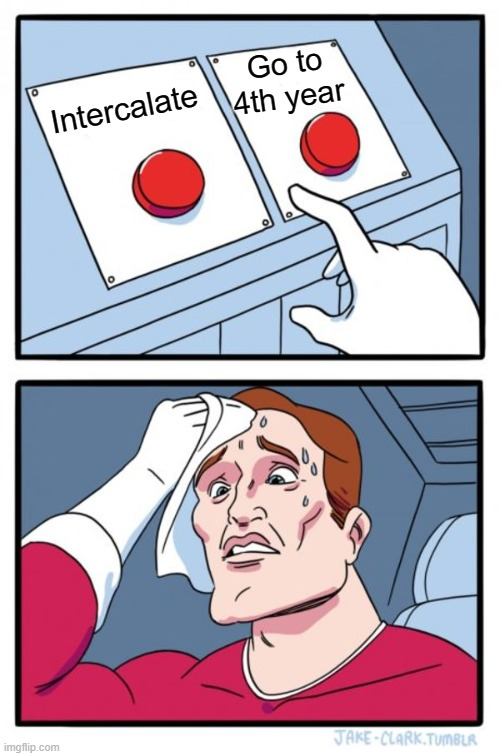 Intercalate
Go to
4th year
JAKE-CLARK.TUMBLR
imgflip.com